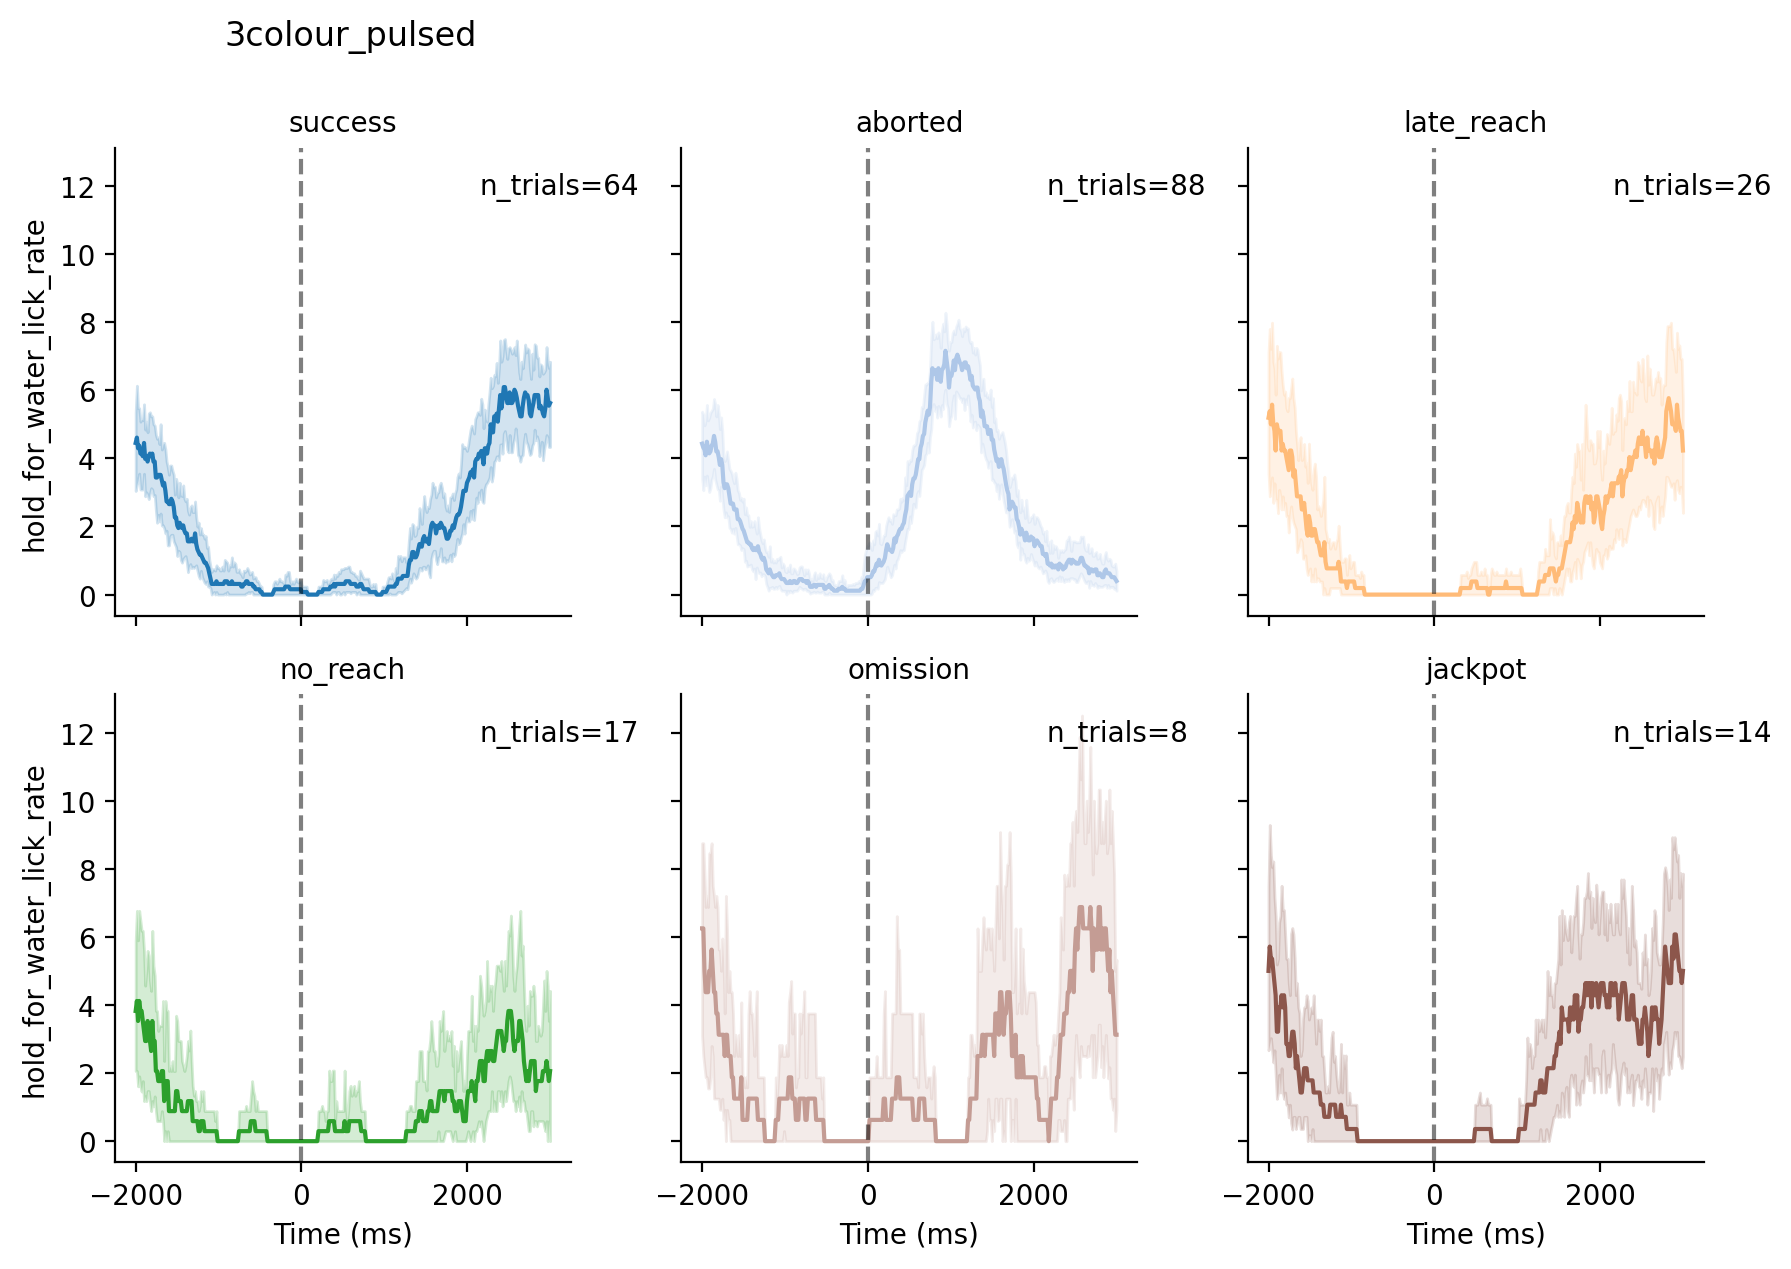 3colour_pulsed
success
aborted
late_reach
n_trials=64
n_trials=88
n_trials=26
12
10
8
6
4
2
0
hold_for_water_lick_rate
no_reach
omission
jackpot
n_trials=17
n_trials=8
n_trials=14
12
10
8
6
4
2
0
hold_for_water_lick_rate
−2000 0 2000
−2000 0 2000
−2000 0 2000
Time (ms)
Time (ms)
Time (ms)